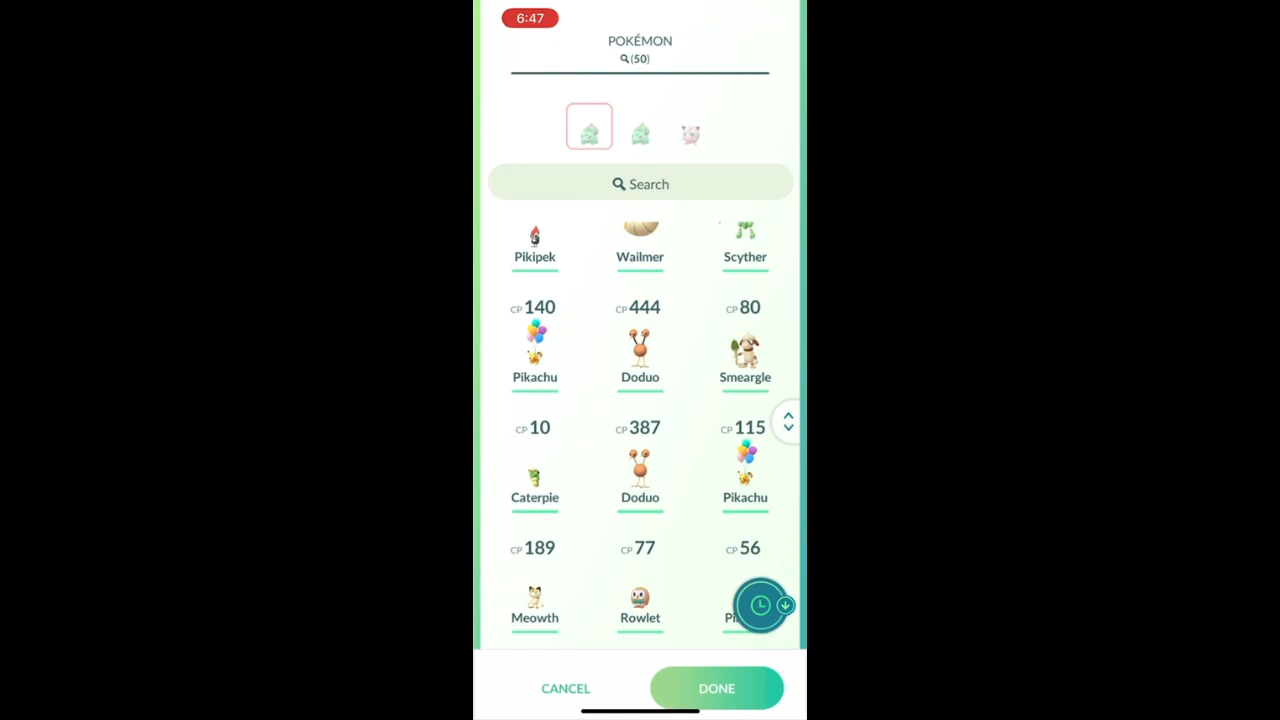 6:47
POKÉMON
(50)
Search
Pikipek Wailmer Scyther
CP 140 CP 444 CP 80
Pikachu Doduo Smeargle
CP 10 CP 387 CP 115
Caterpie Doduo Pikachu
CP 189 CP 77 CP 56
Meowth Rowlet
CANCEL DONE